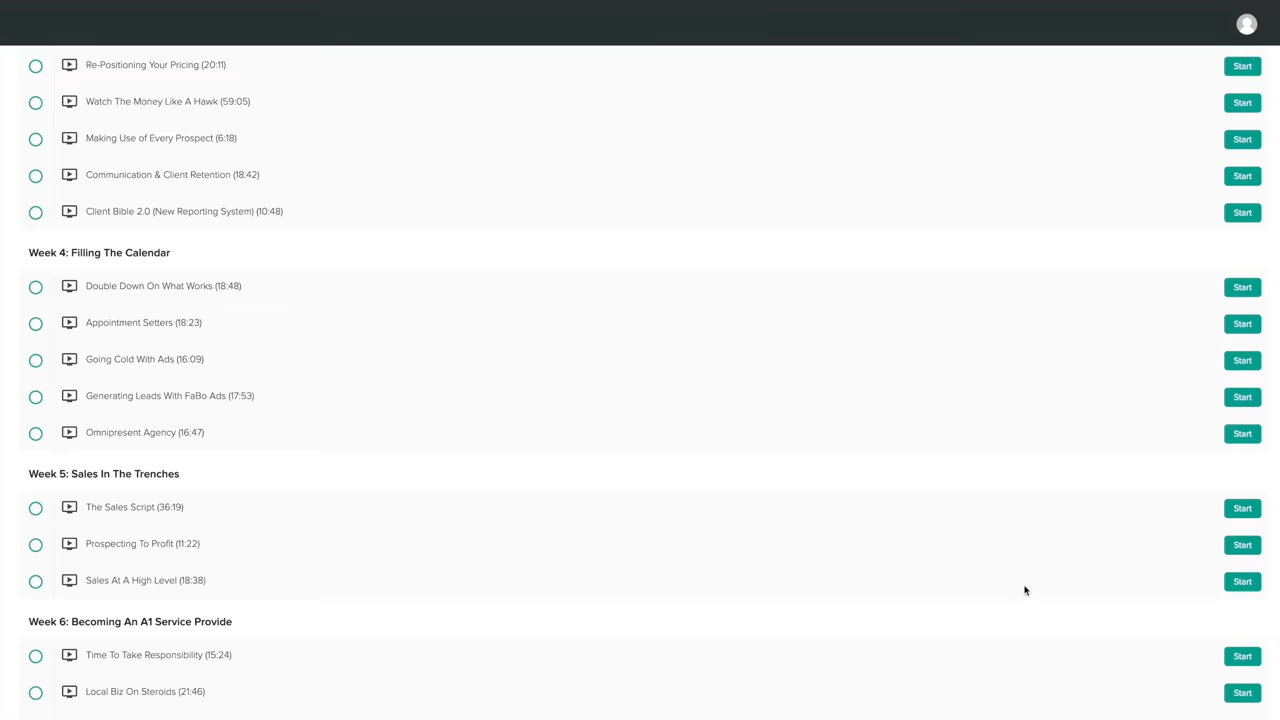 Re-Positioning Your Pricing (20:11) Start
Watch The Money Like A Hawk (59:05) Start
Making Use of Every Prospect (6:18) Start
Communication & Client Retention (18:42) Start
Client Bible 2.0 (New Reporting System) (10:48) Start
Week 4: Filling The Calendar
Double Down On What Works (18:48) Start
Appointment Setters (18:23) Start
Going Cold With Ads (16:09) Start
Generating Leads With FaBo Ads (17:53) Start
Omnipresent Agency (16:47) Start
Week 5: Sales In The Trenches
The Sales Script (36:19) Start
Prospecting To Profit (11:22) Start
Sales At A High Level (18:38) Start
Week 6: Becoming An A1 Service Provide
Time To Take Responsibility (15:24) Start
Local Biz On Steroids (21:46) Start